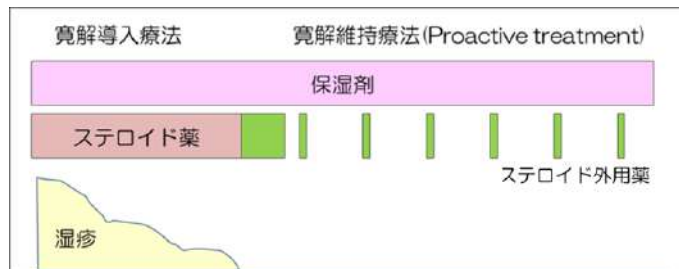 寛解導入療法
寛解維持療法(Proactive treatment)
保湿剤
ステロイド薬
ステロイド外用薬
湿疹